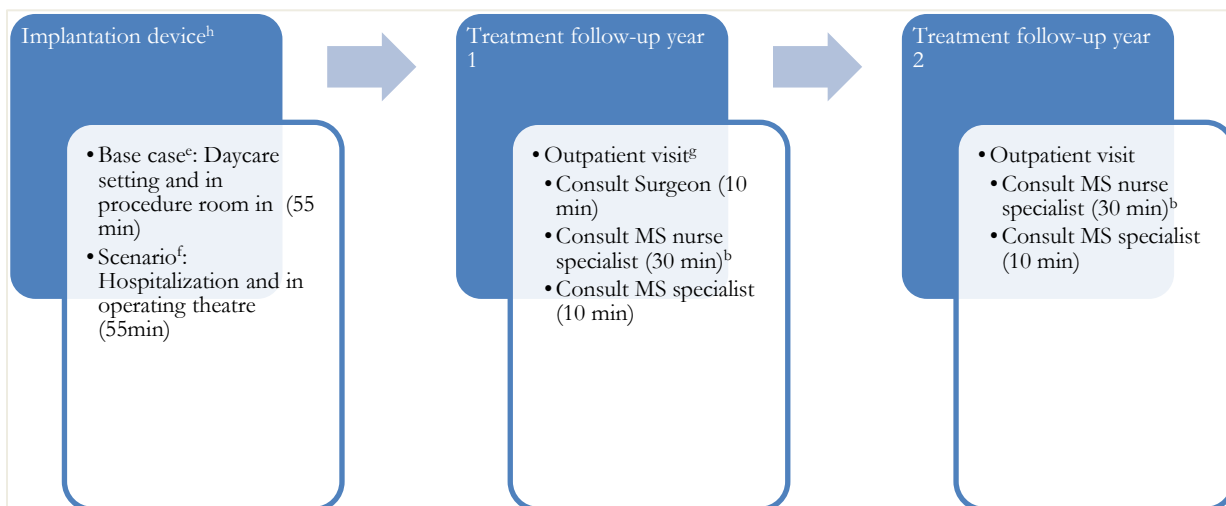 Implantation deviceʰ
• Base caseᵉ: Daycare
setting and in
procedure room in (55
min)
• Scenarioᶠ:
Hospitalization and in
operating theatre
(55min)
Treatment follow-up year
1
• Outpatient visitᵍ
• Consult Surgeon (10
min)
• Consult MS nurse
specialist (30 min)ᵇ
• Consult MS specialist
(10 min)
Treatment follow-up year
2
• Outpatient visit
• Consult MS nurse
specialist (30 min)ᵇ
• Consult MS specialist
(10 min)